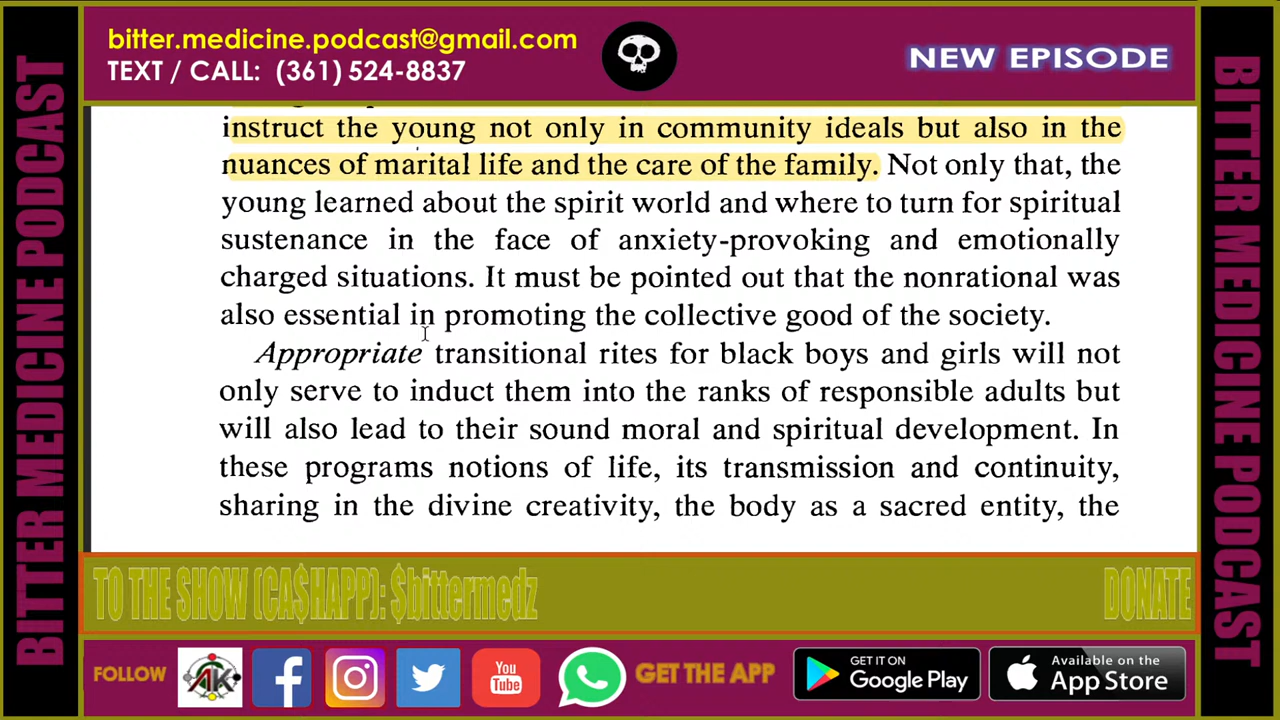 bitter.medicine.podcast@gmail.com
TEXT / CALL: (361) 524-8837
NEW EPISODE
BITTER MEDICINE PODCAST
instruct the young not only in community ideals but also in the
nuances of marital life and the care of the family. Not only that, the
young learned about the spirit world and where to turn for spiritual
sustenance in the face of anxiety-provoking and emotionally
charged situations. It must be pointed out that the nonrational was
also essential in promoting the collective good of the society.
Appropriate transitional rites for black boys and girls will not
only serve to induct them into the ranks of responsible adults but
will also lead to their sound moral and spiritual development. In
these programs notions of life, its transmission and continuity,
sharing in the divine creativity, the body as a sacred entity, the
BITTER MEDICINE PODCAST
TO THE SHOW (CA$HAPP): $bittermedz
DONATE
FOLLOW
You
Tube
GET THE APP
GET IT ON
Google Play
Available on the
App Store